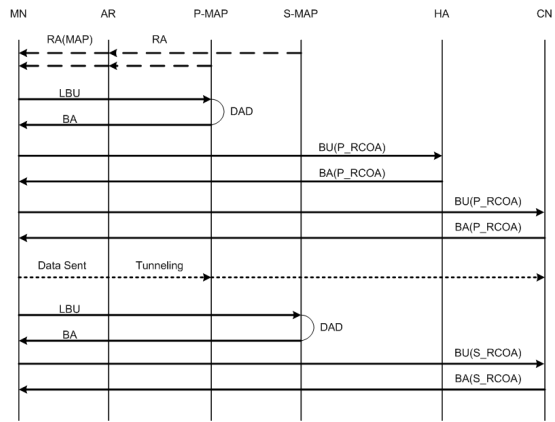 MN AR P-MAP S-MAP HA CN
RA(MAP) RA
LBU
DAD
BA
BU(P_RCOA)
BA(P_RCOA)
BU(P_RCOA)
BA(P_RCOA)
Data Sent Tunneling
LBU
DAD
BA
BU(S_RCOA)
BA(S_RCOA)